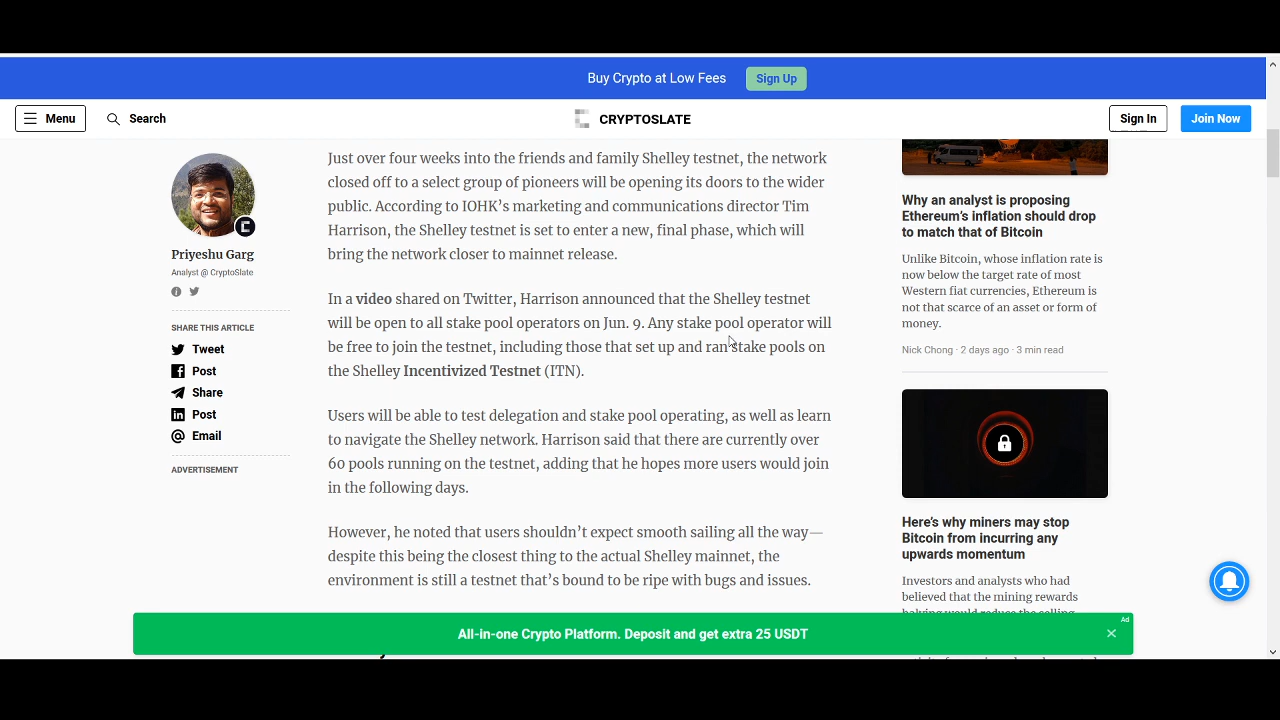 Buy Crypto at Low Fees
Sign Up
Menu
Search
CRYPTOSLATE
Sign In
Join Now
Priyeshu Garg
Analyst @ CryptoSlate
SHARE THIS ARTICLE
Tweet
Post
Share
Post
Email
ADVERTISEMENT
Just over four weeks into the friends and family Shelley testnet, the network
closed off to a select group of pioneers will be opening its doors to the wider
public. According to IOHK’s marketing and communications director Tim
Harrison, the Shelley testnet is set to enter a new, final phase, which will
bring the network closer to mainnet release.
In a video shared on Twitter, Harrison announced that the Shelley testnet
will be open to all stake pool operators on Jun. 9. Any stake pool operator will
be free to join the testnet, including those that set up and ran stake pools on
the Shelley Incentivized Testnet (ITN).
Users will be able to test delegation and stake pool operating, as well as learn
to navigate the Shelley network. Harrison said that there are currently over
60 pools running on the testnet, adding that he hopes more users would join
in the following days.
However, he noted that users shouldn’t expect smooth sailing all the way—
despite this being the closest thing to the actual Shelley mainnet, the
environment is still a testnet that’s bound to be ripe with bugs and issues.
Why an analyst is proposing
Ethereum’s inflation should drop
to match that of Bitcoin
Unlike Bitcoin, whose inflation rate is
now below the target rate of most
Western fiat currencies, Ethereum is
not that scarce of an asset or form of
money.
Nick Chong · 2 days ago · 3 min read
Here’s why miners may stop
Bitcoin from incurring any
upwards momentum
Investors and analysts who had
believed that the mining rewards
halving would reduce the selling
All-in-one Crypto Platform. Deposit and get extra 25 USDT
Ad